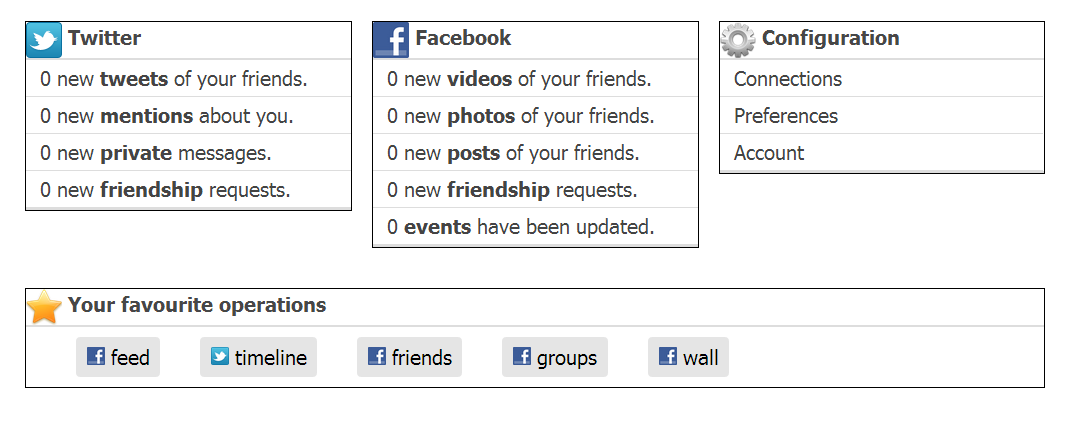 Twitter
0 new tweets of your friends.
0 new mentions about you.
0 new private messages.
0 new friendship requests.
Facebook
0 new videos of your friends.
0 new photos of your friends.
0 new posts of your friends.
0 new friendship requests.
0 events have been updated.
Configuration
Connections
Preferences
Account
Your favourite operations
feed
timeline
friends
groups
wall